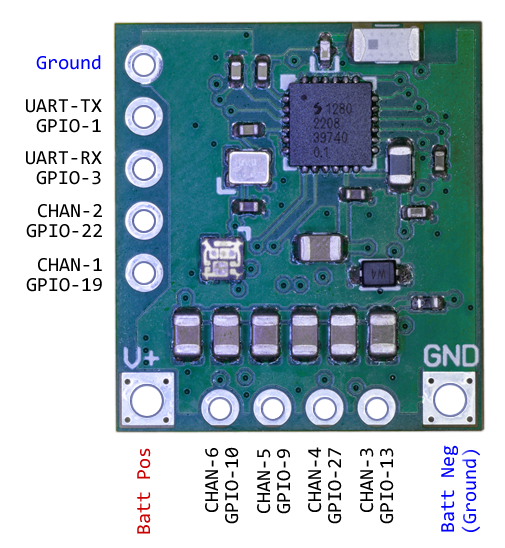 Ground
UART-TX
GPIO-1
UART-RX
GPIO-3
CHAN-2
GPIO-22
CHAN-1
GPIO-19
1280
2208
39740
0.1
W4
V+
GND
Batt Pos
CHAN-6
GPIO-10
CHAN-5
GPIO-9
CHAN-4
GPIO-27
CHAN-3
GPIO-13
Batt Neg
(Ground)